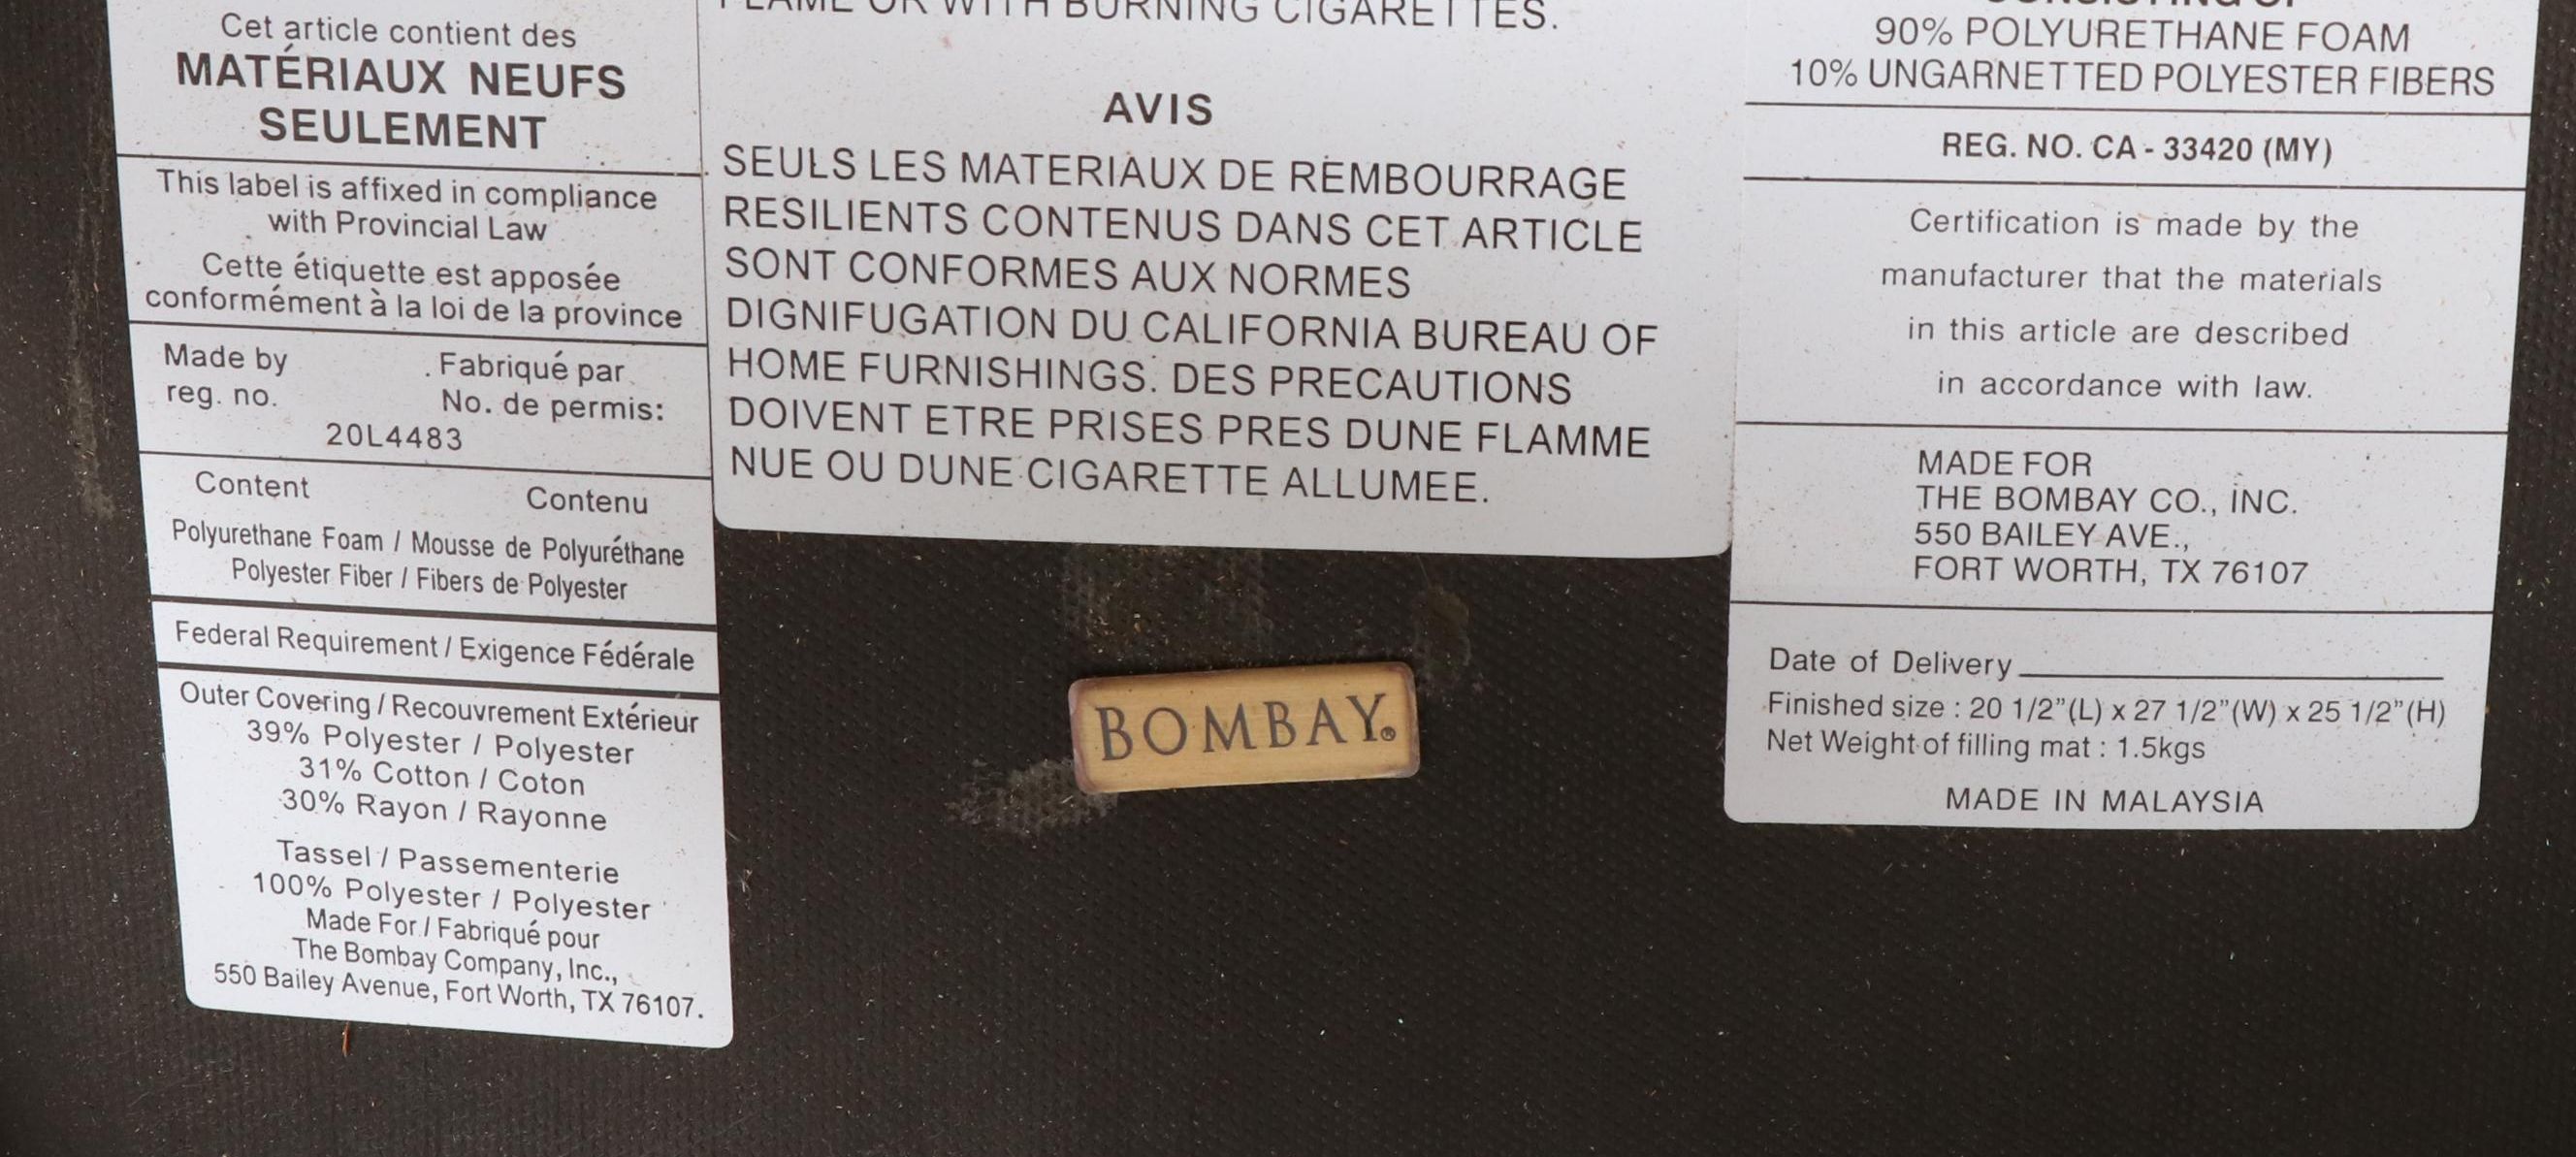 Cet article contient des
MATÉRIAUX NEUFS
SEULEMENT
This label is affixed in compliance
with Provincial Law
Cette étiquette est apposée
conformément à la loi de la province
Made by Fabriqué par
reg. no. No. de permis:
20L4483
Content Contenu
Polyurethane Foam / Mousse de Polyuréthane
Polyester Fiber / Fibers de Polyester
Federal Requirement / Exigence Fédérale
Outer Covering / Recouvrement Extérieur
39% Polyester / Polyester
31% Cotton / Coton
30% Rayon / Rayonne
Tassel / Passementerie
100% Polyester / Polyester
Made For / Fabriqué pour
The Bombay Company, Inc.,
550 Bailey Avenue, Fort Worth, TX 76107.
FLAME OR WITH BURNING CIGARETTES.
AVIS
SEULS LES MATERIAUX DE REMBOURRAGE
RESILIENTS CONTENUS DANS CET ARTICLE
SONT CONFORMES AUX NORMES
DIGNIFUGATION DU CALIFORNIA BUREAU OF
HOME FURNISHINGS. DES PRECAUTIONS
DOIVENT ETRE PRISES PRES DUNE FLAMME
NUE OU DUNE CIGARETTE ALLUMEE.
BOMBAY®
CONSISTING OF
90% POLYURETHANE FOAM
10% UNGARNETTED POLYESTER FIBERS
REG. NO. CA - 33420 (MY)
Certification is made by the
manufacturer that the materials
in this article are described
in accordance with law.
MADE FOR
THE BOMBAY CO., INC.
550 BAILEY AVE.,
FORT WORTH, TX 76107
Date of Delivery
Finished size : 20 1/2”(L) x 27 1/2”(W) x 25 1/2”(H)
Net Weight of filling mat : 1.5kgs
MADE IN MALAYSIA